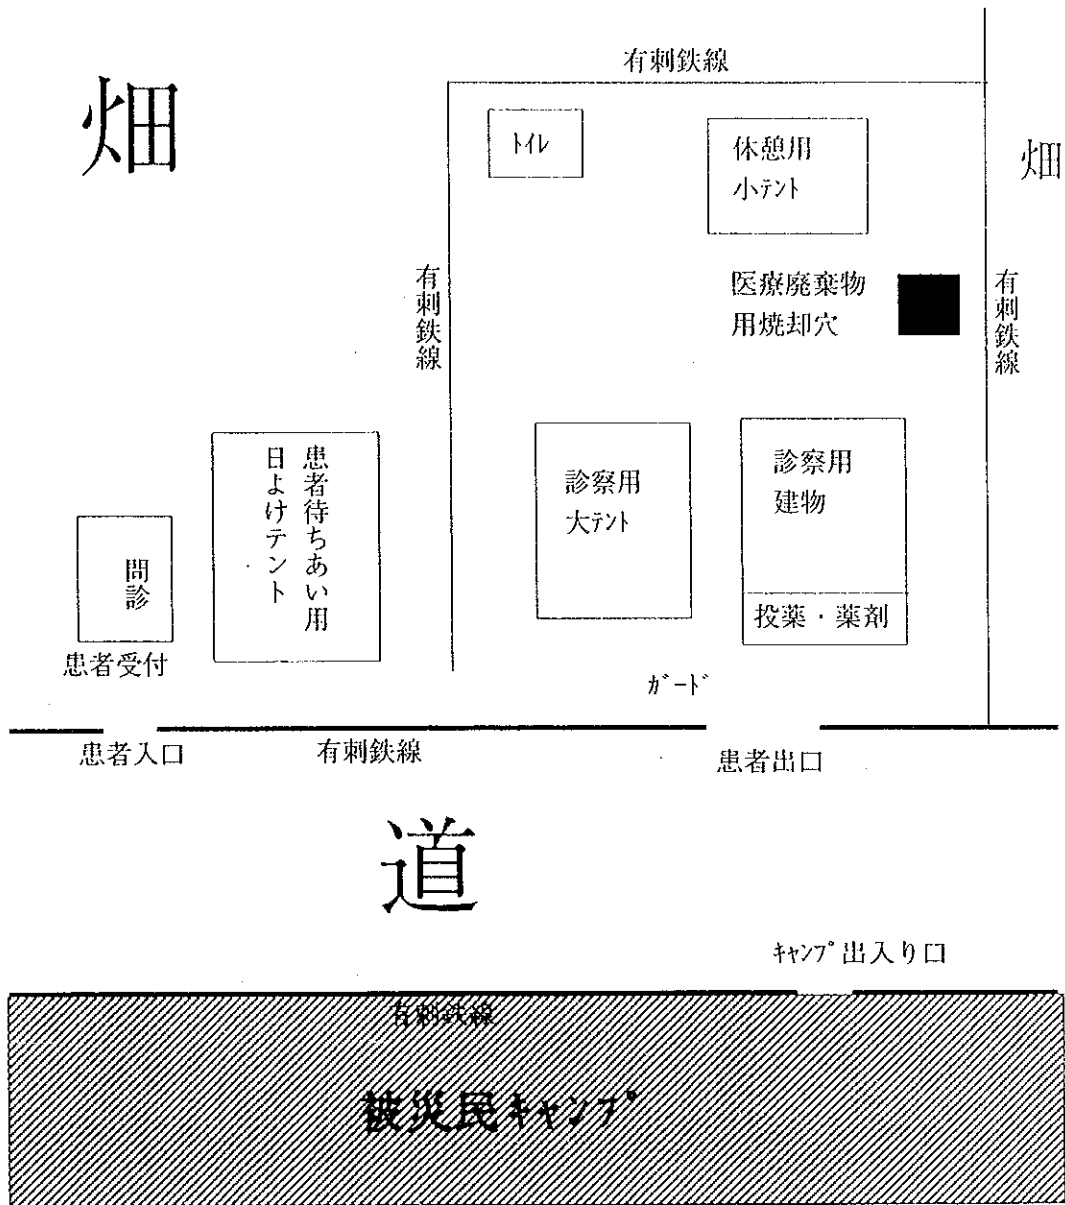 有刺鉄線
畑
トイレ
休憩用
小テント
畑
有刺鉄線
医療廃棄物
用焼却穴
有刺鉄線
患者待ちあい用
日よけテント
診察用
大テント
診察用
建物
問診
投薬・薬剤
患者受付
ガード
患者入口
有刺鉄線
患者出口
道
キャンプ出入り口
有刺鉄線
被災民キャンプ